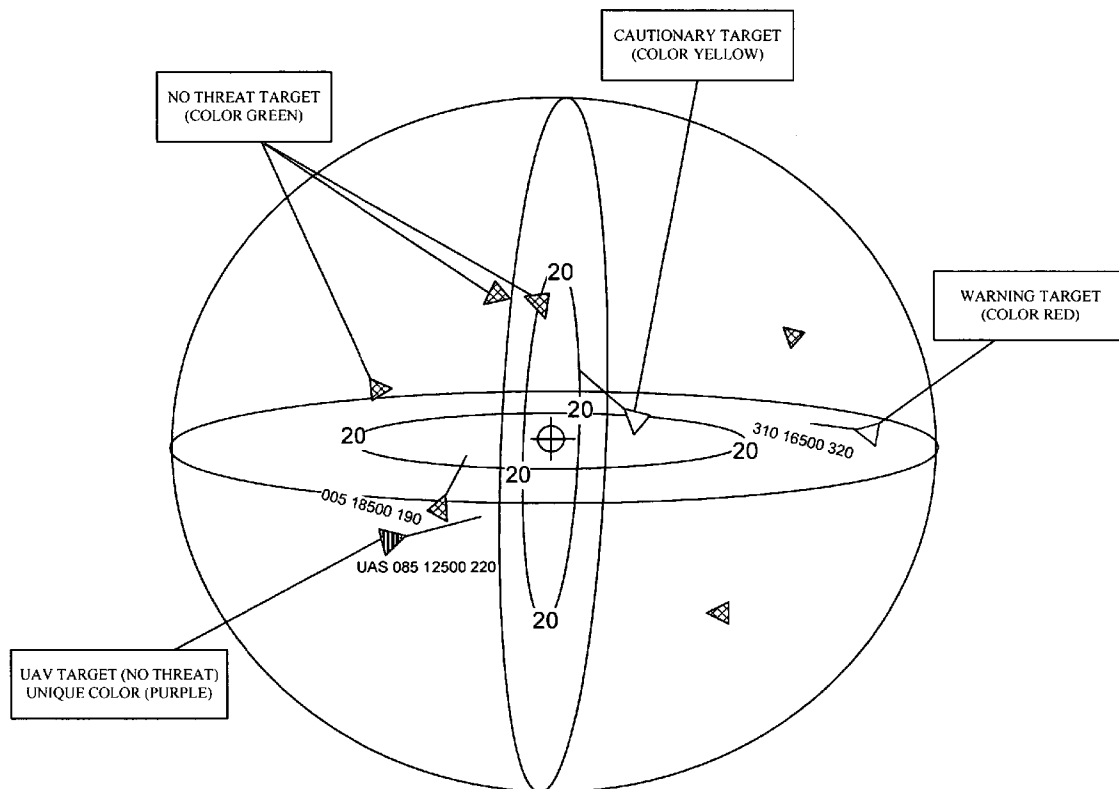 CAUTIONARY TARGET
(COLOR YELLOW)
NO THREAT TARGET
(COLOR GREEN)
WARNING TARGET
(COLOR RED)
20
20
20
310 16500 320
20
20
005 18500 190
UAS 085 12500 220
20
UAV TARGET (NO THREAT)
UNIQUE COLOR (PURPLE)